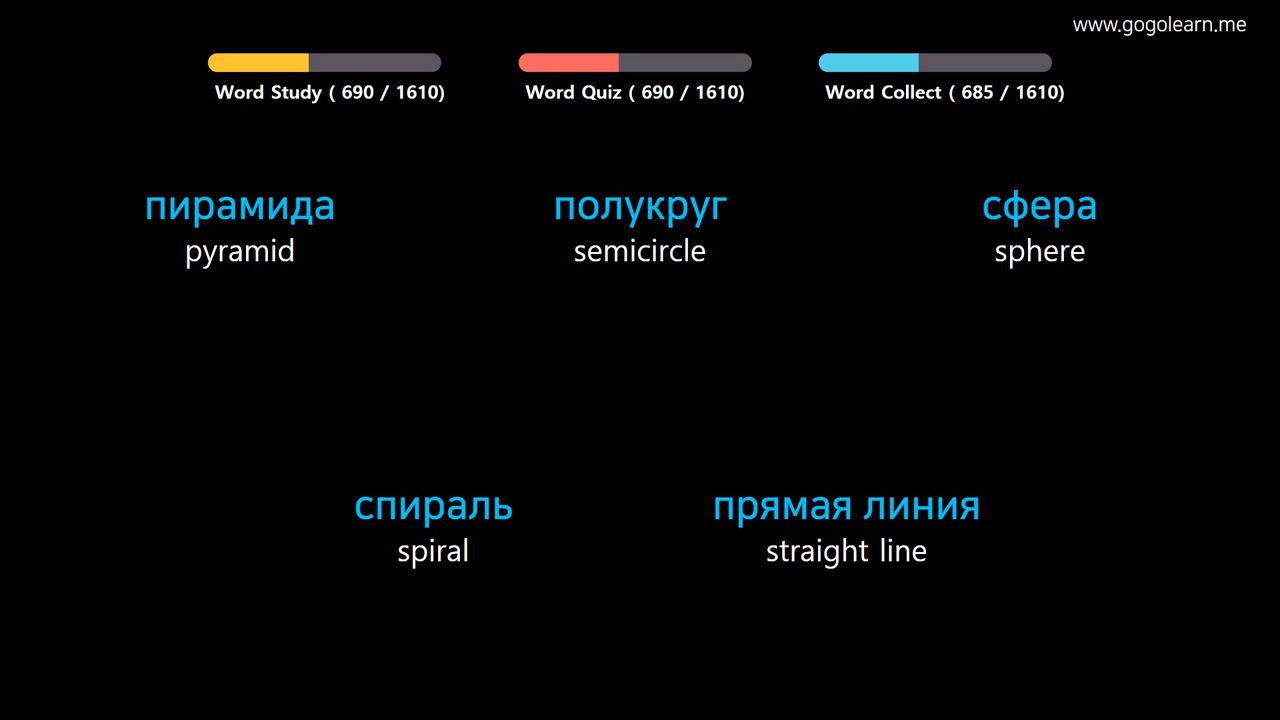 www.gogolearn.me
Word Study ( 690 / 1610)
Word Quiz ( 690 / 1610)
Word Collect ( 685 / 1610)
пирамида
pyramid
полукруг
semicircle
сфера
sphere
спираль
spiral
прямая линия
straight line